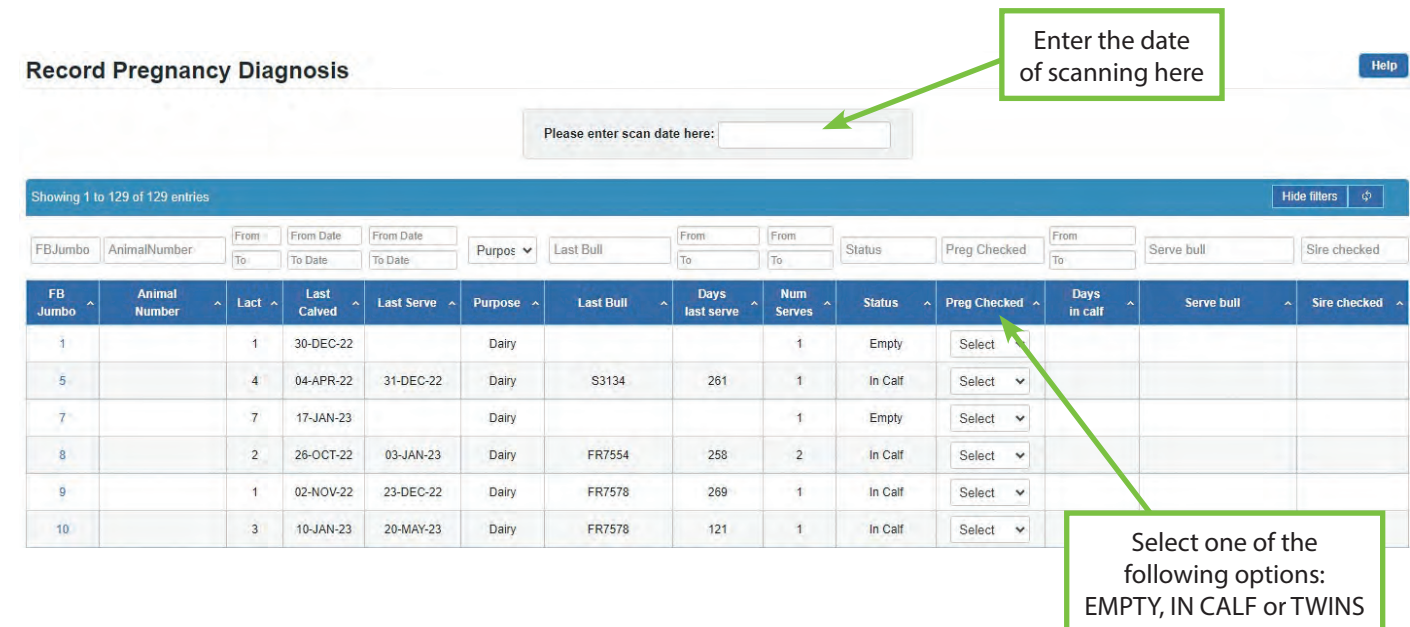 Enter the date
of scanning here
Record Pregnancy Diagnosis
Help
Please enter scan date here:
Showing 1 to 129 of 129 entries
Hide filters
FBJumbo AnimalNumber From From Date From Date Purpos Last Bull From From Status Preg Checked From Serve bull Sire checked
To To Date To Date To To To
FB Jumbo Animal Number Lact Last Calved Last Serve Purpose Last Bull Days last serve Num Serves Status Preg Checked Days in calf Serve bull Sire checked
1 1 30-DEC-22 Dairy 1 Empty Select
5 4 04-APR-22 31-DEC-22 Dairy S3134 261 1 In Calf Select
7 7 17-JAN-23 Dairy 1 Empty Select
8 2 26-OCT-22 03-JAN-23 Dairy FR7554 258 2 In Calf Select
9 1 02-NOV-22 23-DEC-22 Dairy FR7578 269 1 In Calf Select
10 3 10-JAN-23 20-MAY-23 Dairy FR7578 121 1 In Calf Select
Select one of the
following options:
EMPTY, IN CALF or TWINS